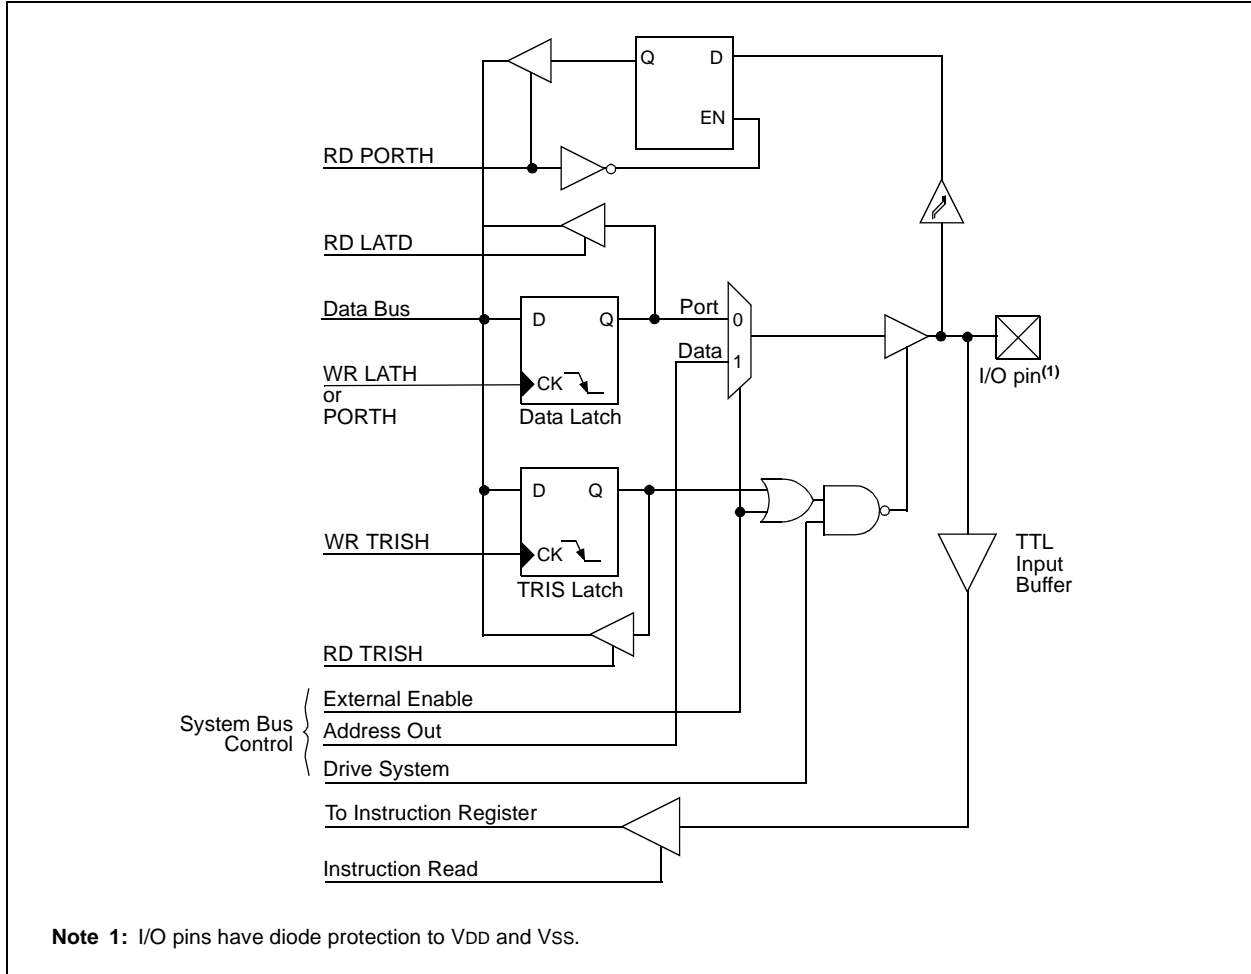 Q
D
EN
RD PORTH
RD LATD
Data Bus
D
Q
Port
0
Data
1
WR LATH
or
PORTH
CK
Data Latch
I/O pin(1)
D
Q
WR TRISH
CK
TRIS Latch
TTL
Input
Buffer
RD TRISH
System Bus
Control
External Enable
Address Out
Drive System
To Instruction Register
Instruction Read
Note 1: I/O pins have diode protection to VDD and VSS.